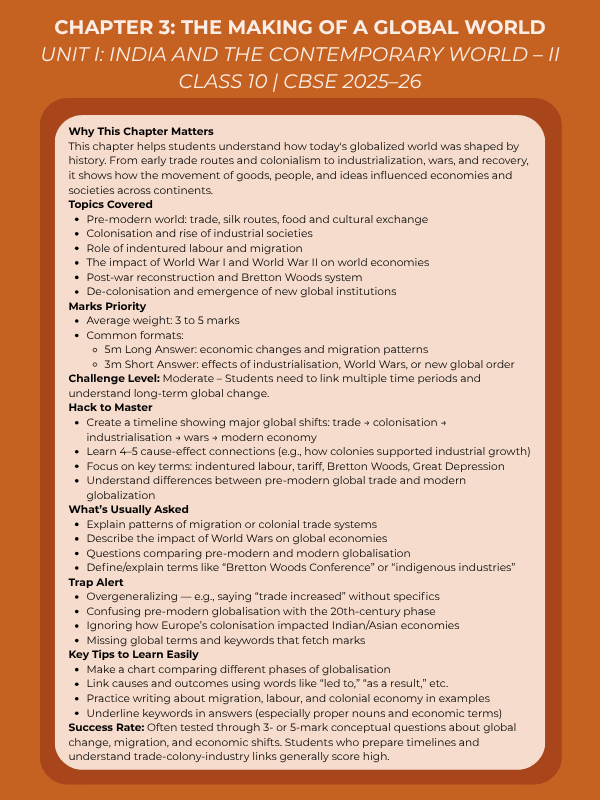 CHAPTER 3: THE MAKING OF A GLOBAL WORLD
UNIT I: INDIA AND THE CONTEMPORARY WORLD – II
CLASS 10 | CBSE 2025–26
Why This Chapter Matters
This chapter helps students understand how today's globalized world was shaped by
history. From early trade routes and colonialism to industrialization, wars, and recovery,
it shows how the movement of goods, people, and ideas influenced economies and
societies across continents.
Topics Covered
• Pre-modern world: trade, silk routes, food and cultural exchange
• Colonisation and rise of industrial societies
• Role of indentured labour and migration
• The impact of World War I and World War II on world economies
• Post-war reconstruction and Bretton Woods system
• De-colonisation and emergence of new global institutions
Marks Priority
• Average weight: 3 to 5 marks
• Common formats:
◦ 5m Long Answer: economic changes and migration patterns
◦ 3m Short Answer: effects of industrialisation, World Wars, or new global order
Challenge Level: Moderate – Students need to link multiple time periods and
understand long-term global change.
Hack to Master
• Create a timeline showing major global shifts: trade → colonisation →
industrialisation → wars → modern economy
• Learn 4–5 cause-effect connections (e.g., how colonies supported industrial growth)
• Focus on key terms: indentured labour, tariff, Bretton Woods, Great Depression
• Understand differences between pre-modern global trade and modern
globalization
What's Usually Asked
• Explain patterns of migration or colonial trade systems
• Describe the impact of World Wars on global economies
• Questions comparing pre-modern and modern globalisation
• Define/explain terms like “Bretton Woods Conference” or “indigenous industries”
Trap Alert
• Overgeneralizing — e.g., saying “trade increased” without specifics
• Confusing pre-modern globalisation with the 20th-century phase
• Ignoring how Europe’s colonisation impacted Indian/Asian economies
• Missing global terms and keywords that fetch marks
Key Tips to Learn Easily
• Make a chart comparing different phases of globalisation
• Link causes and outcomes using words like “led to,” “as a result,” etc.
• Practice writing about migration, labour, and colonial economy in examples
• Underline keywords in answers (especially proper nouns and economic terms)
Success Rate: Often tested through 3- or 5-mark conceptual questions about global
change, migration, and economic shifts. Students who prepare timelines and
understand trade-colony-industry links generally score high.